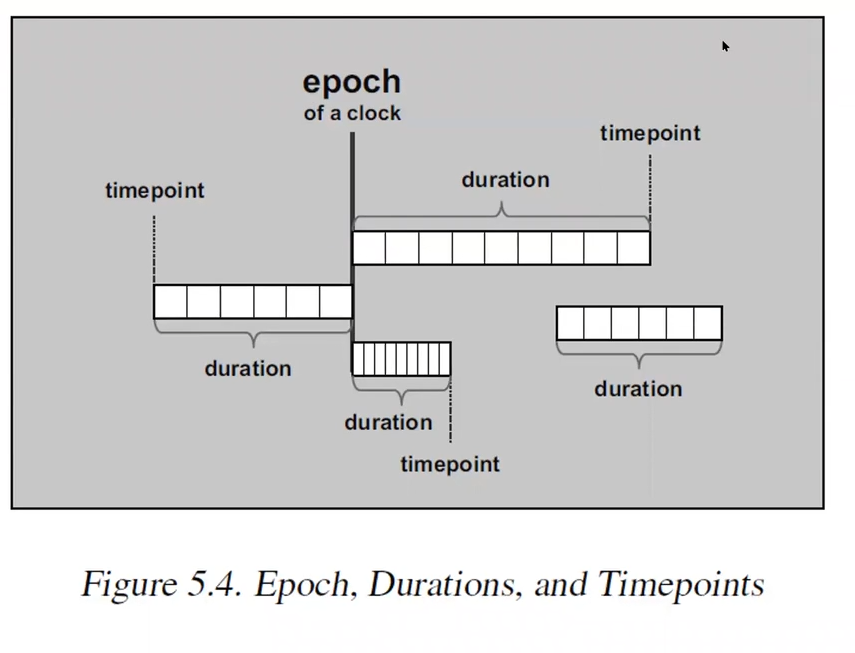 epoch
of a clock
timepoint
duration
timepoint
duration
duration
duration
timepoint
Figure 5.4. Epoch, Durations, and Timepoints